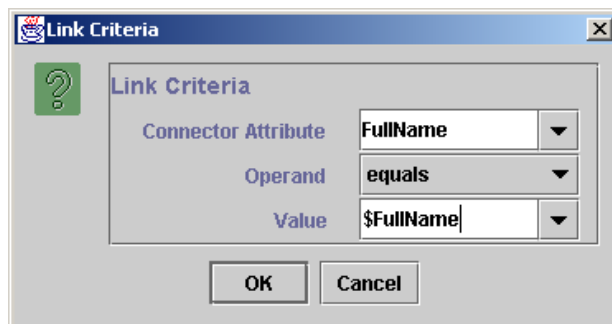 Link Criteria
Link Criteria
Connector Attribute FullName
Operand equals
Value $FullName
OK Cancel